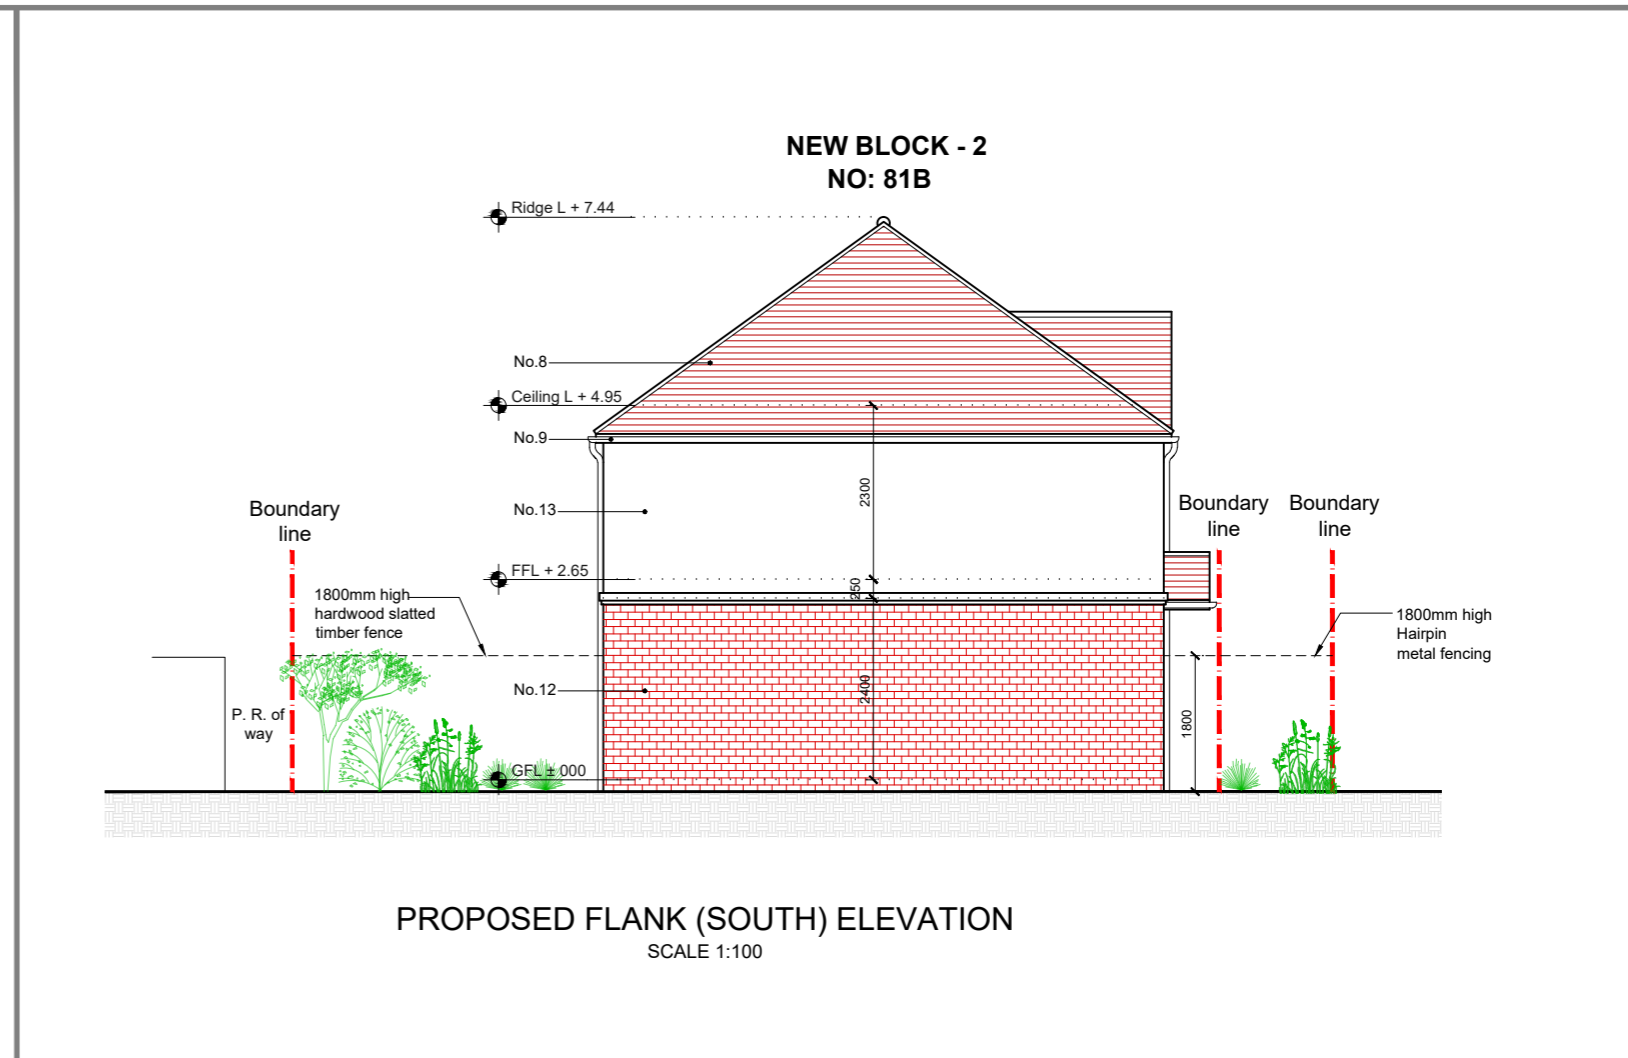 NEW BLOCK - 2
NO: 81B
Ridge L + 7.44
No.8
Ceiling L + 4.95
No.9
2300
No.13
Boundary
line
Boundary
line
Boundary
line
FFL + 2.65
250
1800mm high
hardwood slatted
timber fence
1800mm high
Hairpin
metal fencing
No.12
2400
P. R. of
way
1800
GFL ± 000
PROPOSED FLANK (SOUTH) ELEVATION
SCALE 1:100